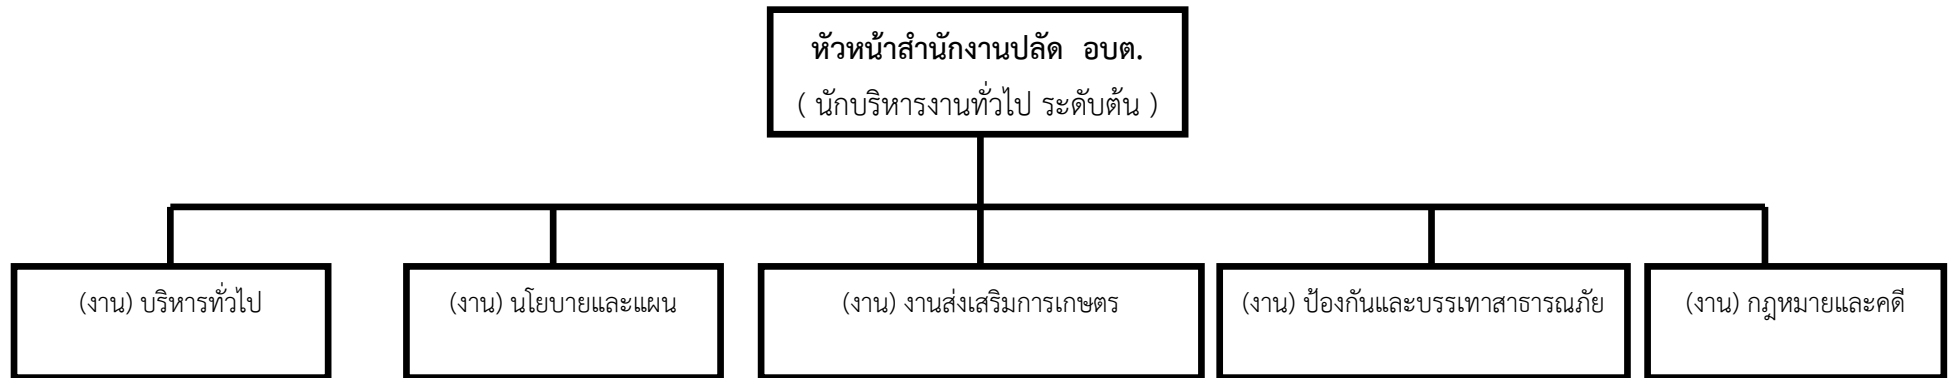 หัวหน้าสำนักงานปลัด อบต.
( นักบริหารงานทั่วไป ระดับต้น )
(งาน) บริหารทั่วไป
(งาน) นโยบายและแผน
(งาน) งานส่งเสริมการเกษตร
(งาน) ป้องกันและบรรเทาสาธารณภัย
(งาน) กฎหมายและคดี